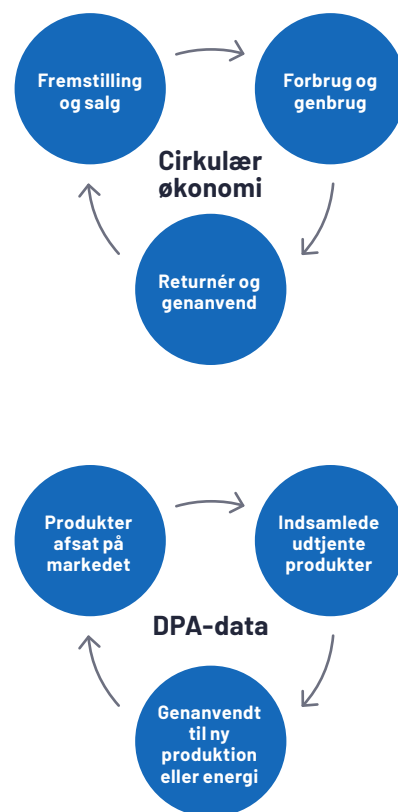 Fremstilling
og salg
Forbrug og
genbrug
Cirkulær
økonomi
Returnér og
genanvend
Produkter
afsat på
markedet
Indsamlede
udtjente
produkter
DPA-data
Genanvendt
til ny
produktion
eller energi